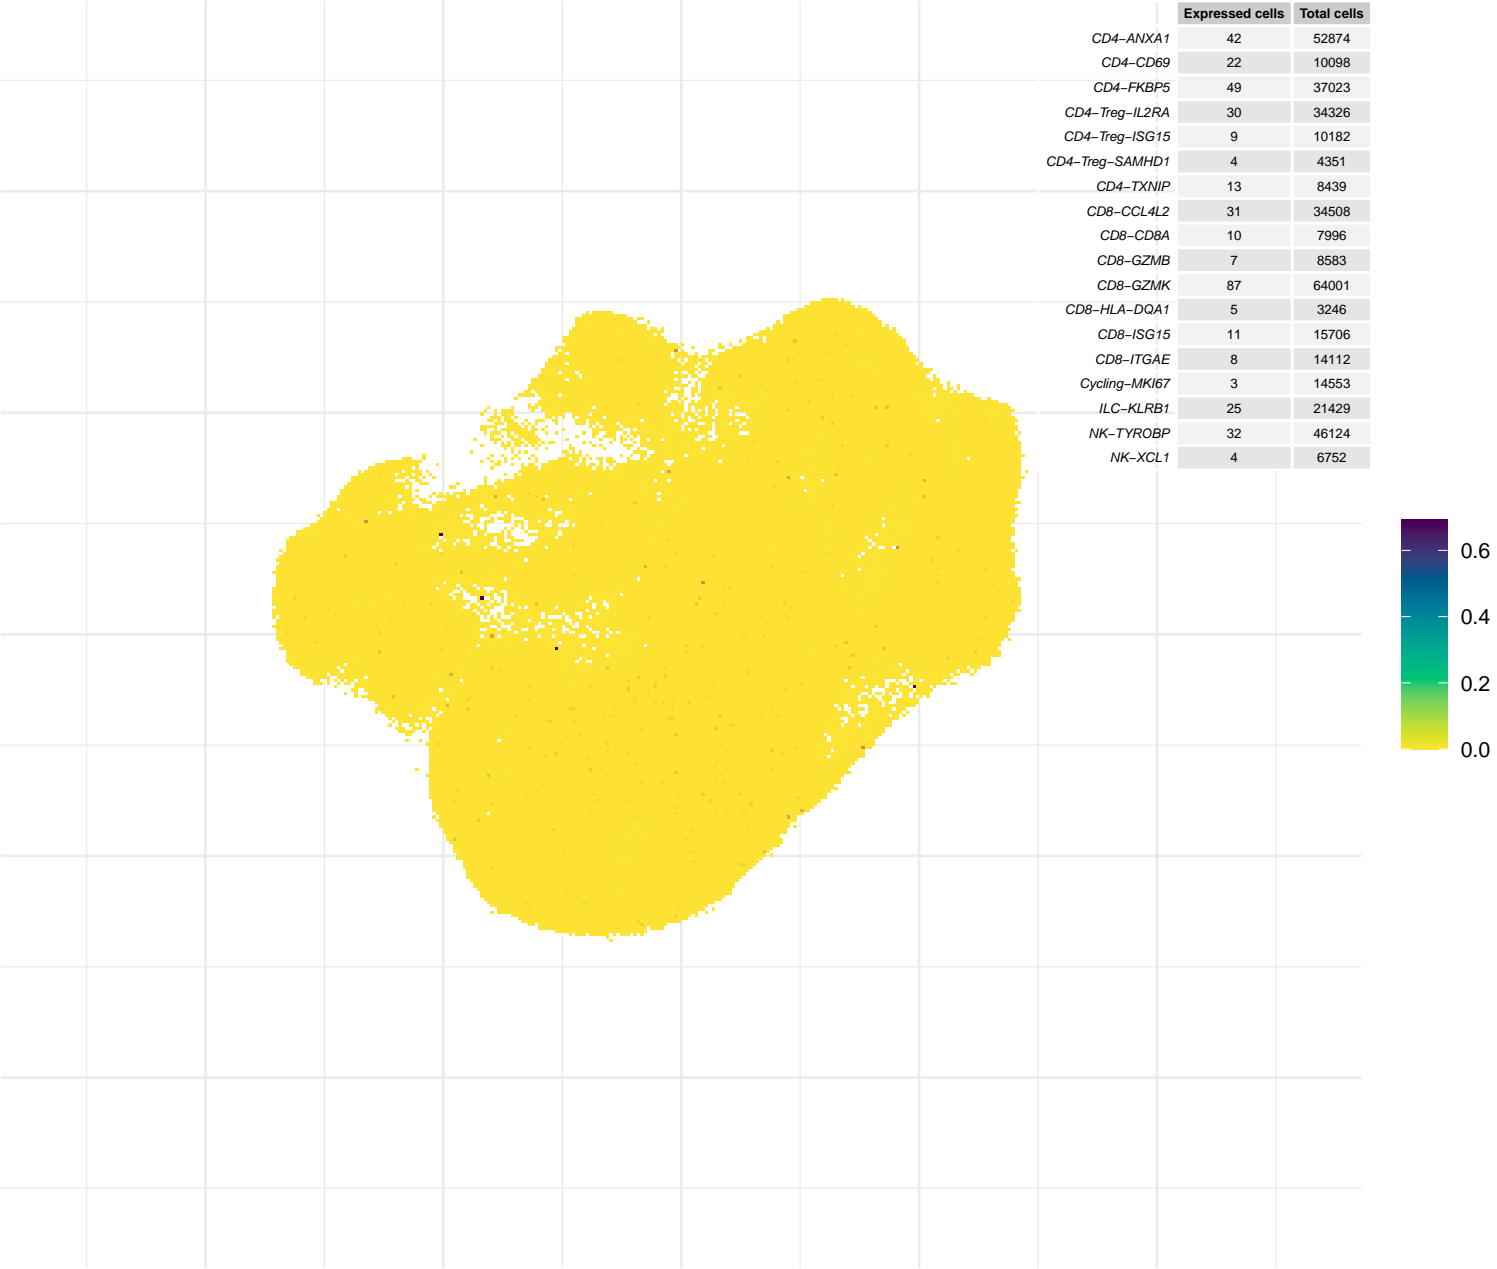 Expressed cells Total cells
CD4−ANXA1 42 52874
CD4−CD69 22 10098
CD4−FKBP5 49 37023
CD4−Treg−IL2RA 30 34326
CD4−Treg−ISG15 9 10182
CD4−Treg−SAMHD1 4 4351
CD4−TXNIP 13 8439
CD8−CCL4L2 31 34508
CD8−CD8A 10 7996
CD8−GZMB 7 8583
CD8−GZMK 87 64001
CD8−HLA−DQA1 5 3246
CD8−ISG15 11 15706
CD8−ITGAE 8 14112
Cycling−MKI67 3 14553
ILC−KLRB1 25 21429
NK−TYROBP 32 46124
NK−XCL1 4 6752
0.6
0.4
0.2
0.0